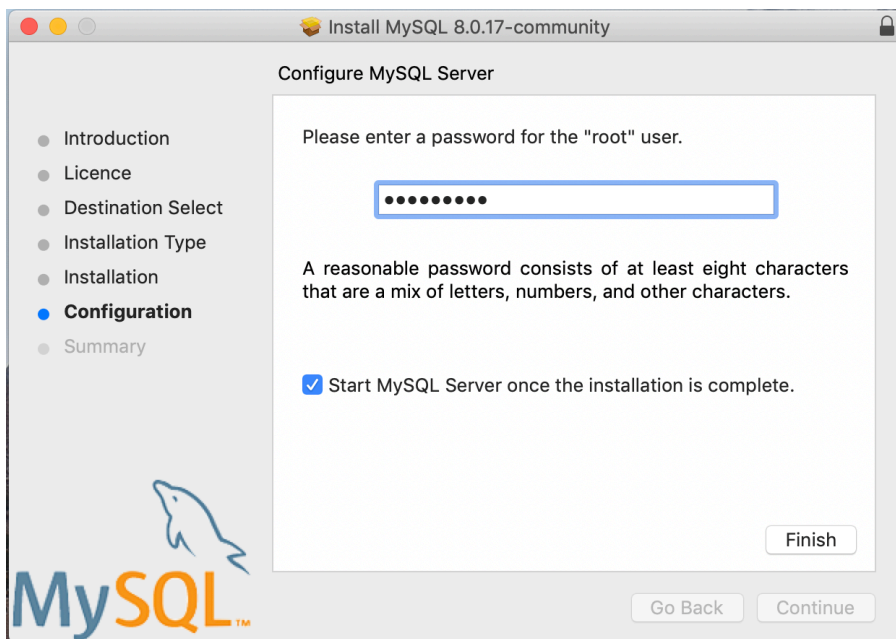 Install MySQL 8.0.17-community
Configure MySQL Server
Introduction
Licence
Destination Select
Installation Type
Installation
Configuration
Summary
Please enter a password for the "root" user.
•••••••••
A reasonable password consists of at least eight characters
that are a mix of letters, numbers, and other characters.
Start MySQL Server once the installation is complete.
Finish
MySQL™
Go Back
Continue